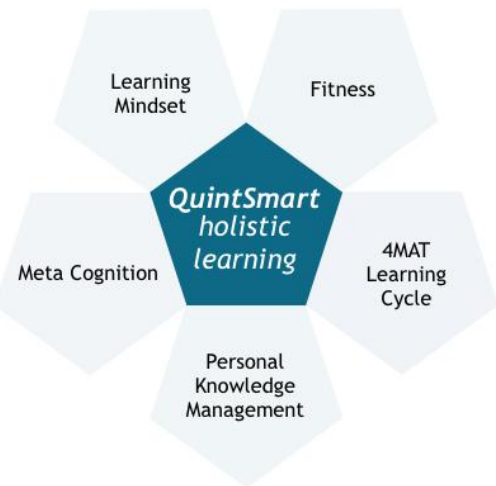 Learning
Mindset
Fitness
QuintSmart
holistic
learning
Meta Cognition
4MAT
Learning
Cycle
Personal
Knowledge
Management